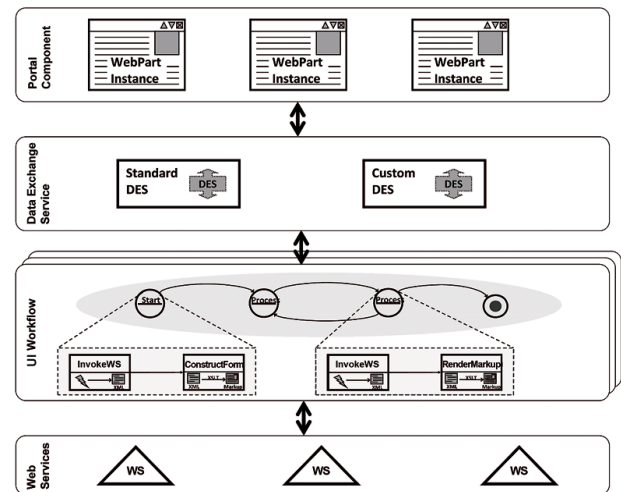 Portal
Component
WebPart
Instance
WebPart
Instance
WebPart
Instance
Data Exchange
Service
Standard
DES
DES
Custom
DES
DES
UI Workflow
Start
Process
Process
InvokeWS
XML
ConstructForm
XSLT
XML
Markup
InvokeWS
XML
RenderMarkup
XSLT
XML
Markup
Web
Services
WS
WS
WS